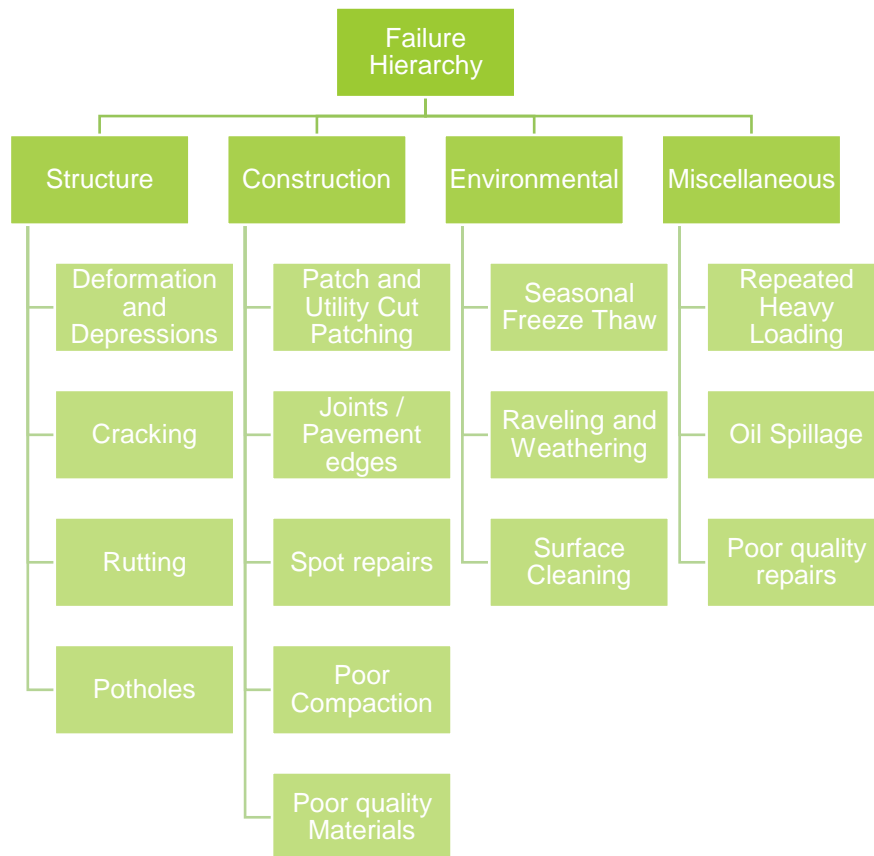 Failure
Hierarchy
Structure
Construction
Environmental
Miscellaneous
Deformation
and
Depressions
Cracking
Rutting
Potholes
Patch and
Utility Cut
Patching
Joints /
Pavement
edges
Spot repairs
Poor
Compaction
Poor quality
Materials
Seasonal
Freeze Thaw
Raveling and
Weathering
Surface
Cleaning
Repeated
Heavy
Loading
Oil Spillage
Poor quality
repairs